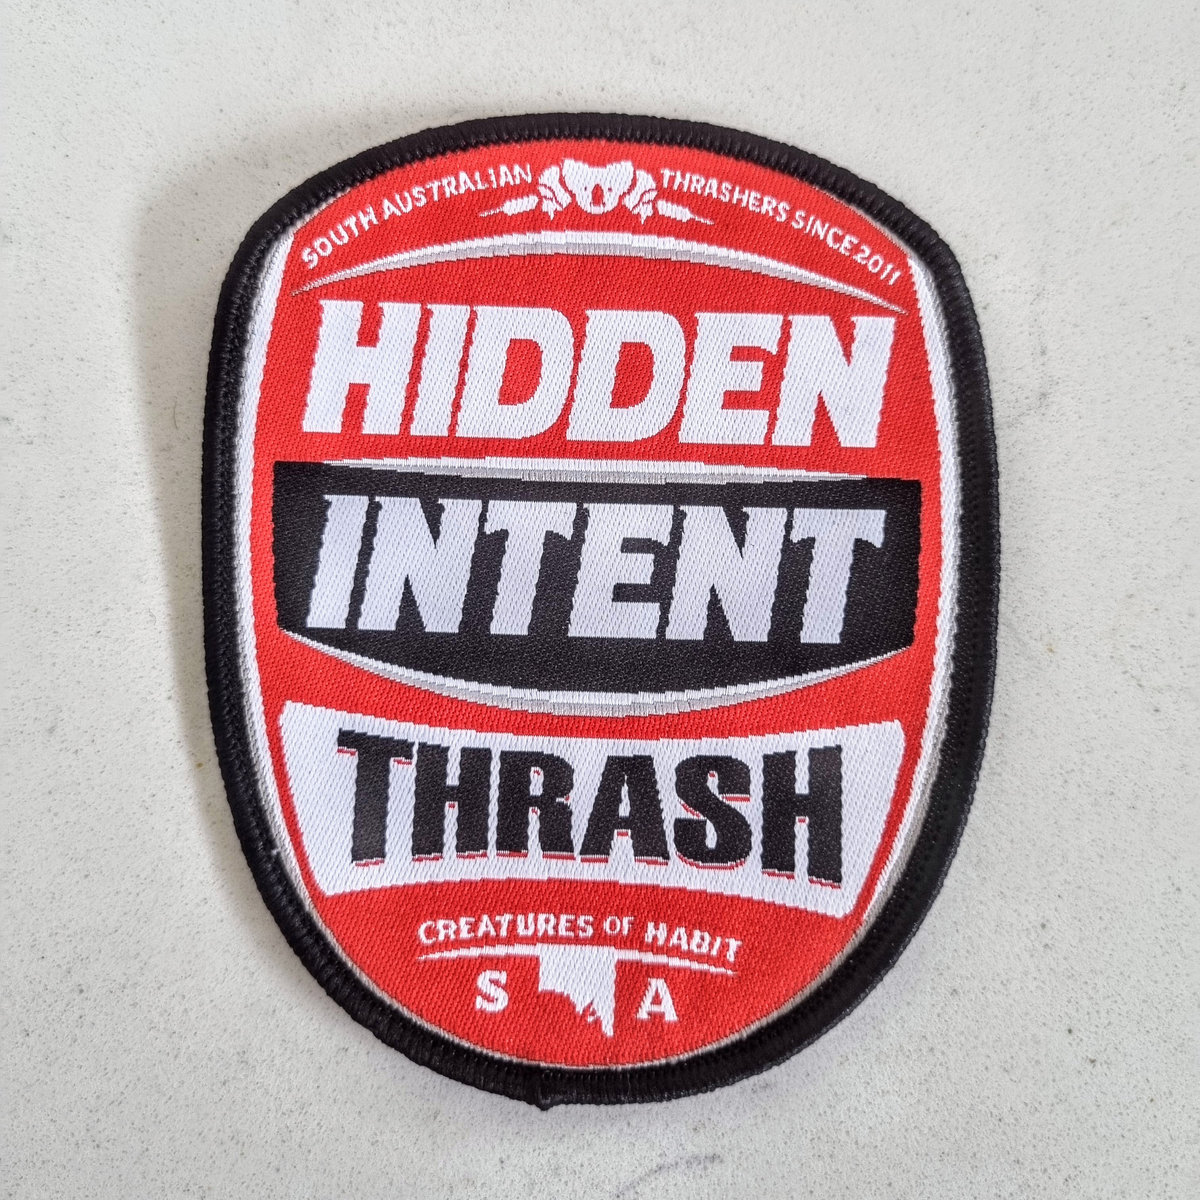 SOUTH AUSTRALIAN THRASHERS SINCE 2011
HIDDEN
INTENT
THRASH
CREATURES OF HABIT
S A